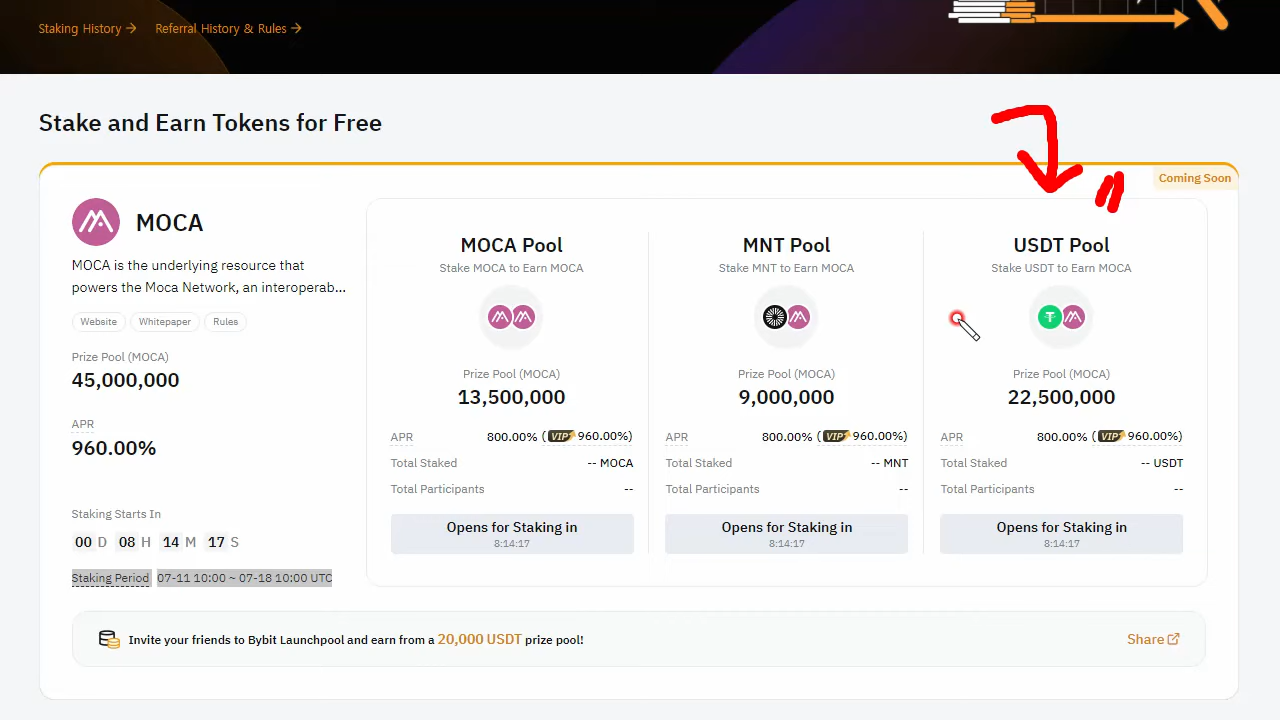 Staking History → Referral History & Rules →
Stake and Earn Tokens for Free
Coming Soon
MOCA
MOCA is the underlying resource that
powers the Moca Network, an interoperab...
Website Whitepaper Rules
Prize Pool (MOCA)
45,000,000
APR
960.00%
Staking Starts In
00 D 08 H 14 M 17 S
Staking Period 07-11 10:00 ~ 07-18 10:00 UTC
MOCA Pool
Stake MOCA to Earn MOCA
Prize Pool (MOCA)
13,500,000
APR 800.00% (VIP 960.00%)
Total Staked -- MOCA
Total Participants --
Opens for Staking in
8:14:17
MNT Pool
Stake MNT to Earn MOCA
Prize Pool (MOCA)
9,000,000
APR 800.00% (VIP 960.00%)
Total Staked -- MNT
Total Participants --
Opens for Staking in
8:14:17
USDT Pool
Stake USDT to Earn MOCA
Prize Pool (MOCA)
22,500,000
APR 800.00% (VIP 960.00%)
Total Staked -- USDT
Total Participants --
Opens for Staking in
8:14:17
Invite your friends to Bybit Launchpool and earn from a 20,000 USDT prize pool!
Share